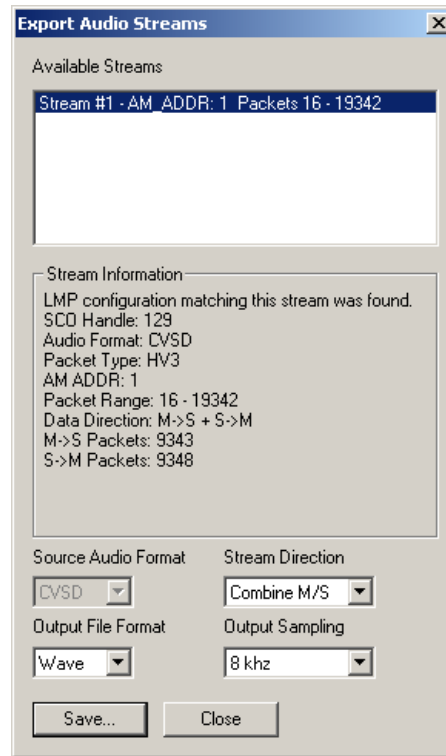 Export Audio Streams
Available Streams
Stream #1 - AM_ADDR: 1 Packets 16 - 19342
Stream Information
LMP configuration matching this stream was found.
SCO Handle: 129
Audio Format: CVSD
Packet Type: HV3
AM ADDR: 1
Packet Range: 16 - 19342
Data Direction: M->S + S->M
M->S Packets: 9343
S->M Packets: 9348
Source Audio Format Stream Direction
CVSD Combine M/S
Output File Format Output Sampling
Wave 8 khz
Save... Close